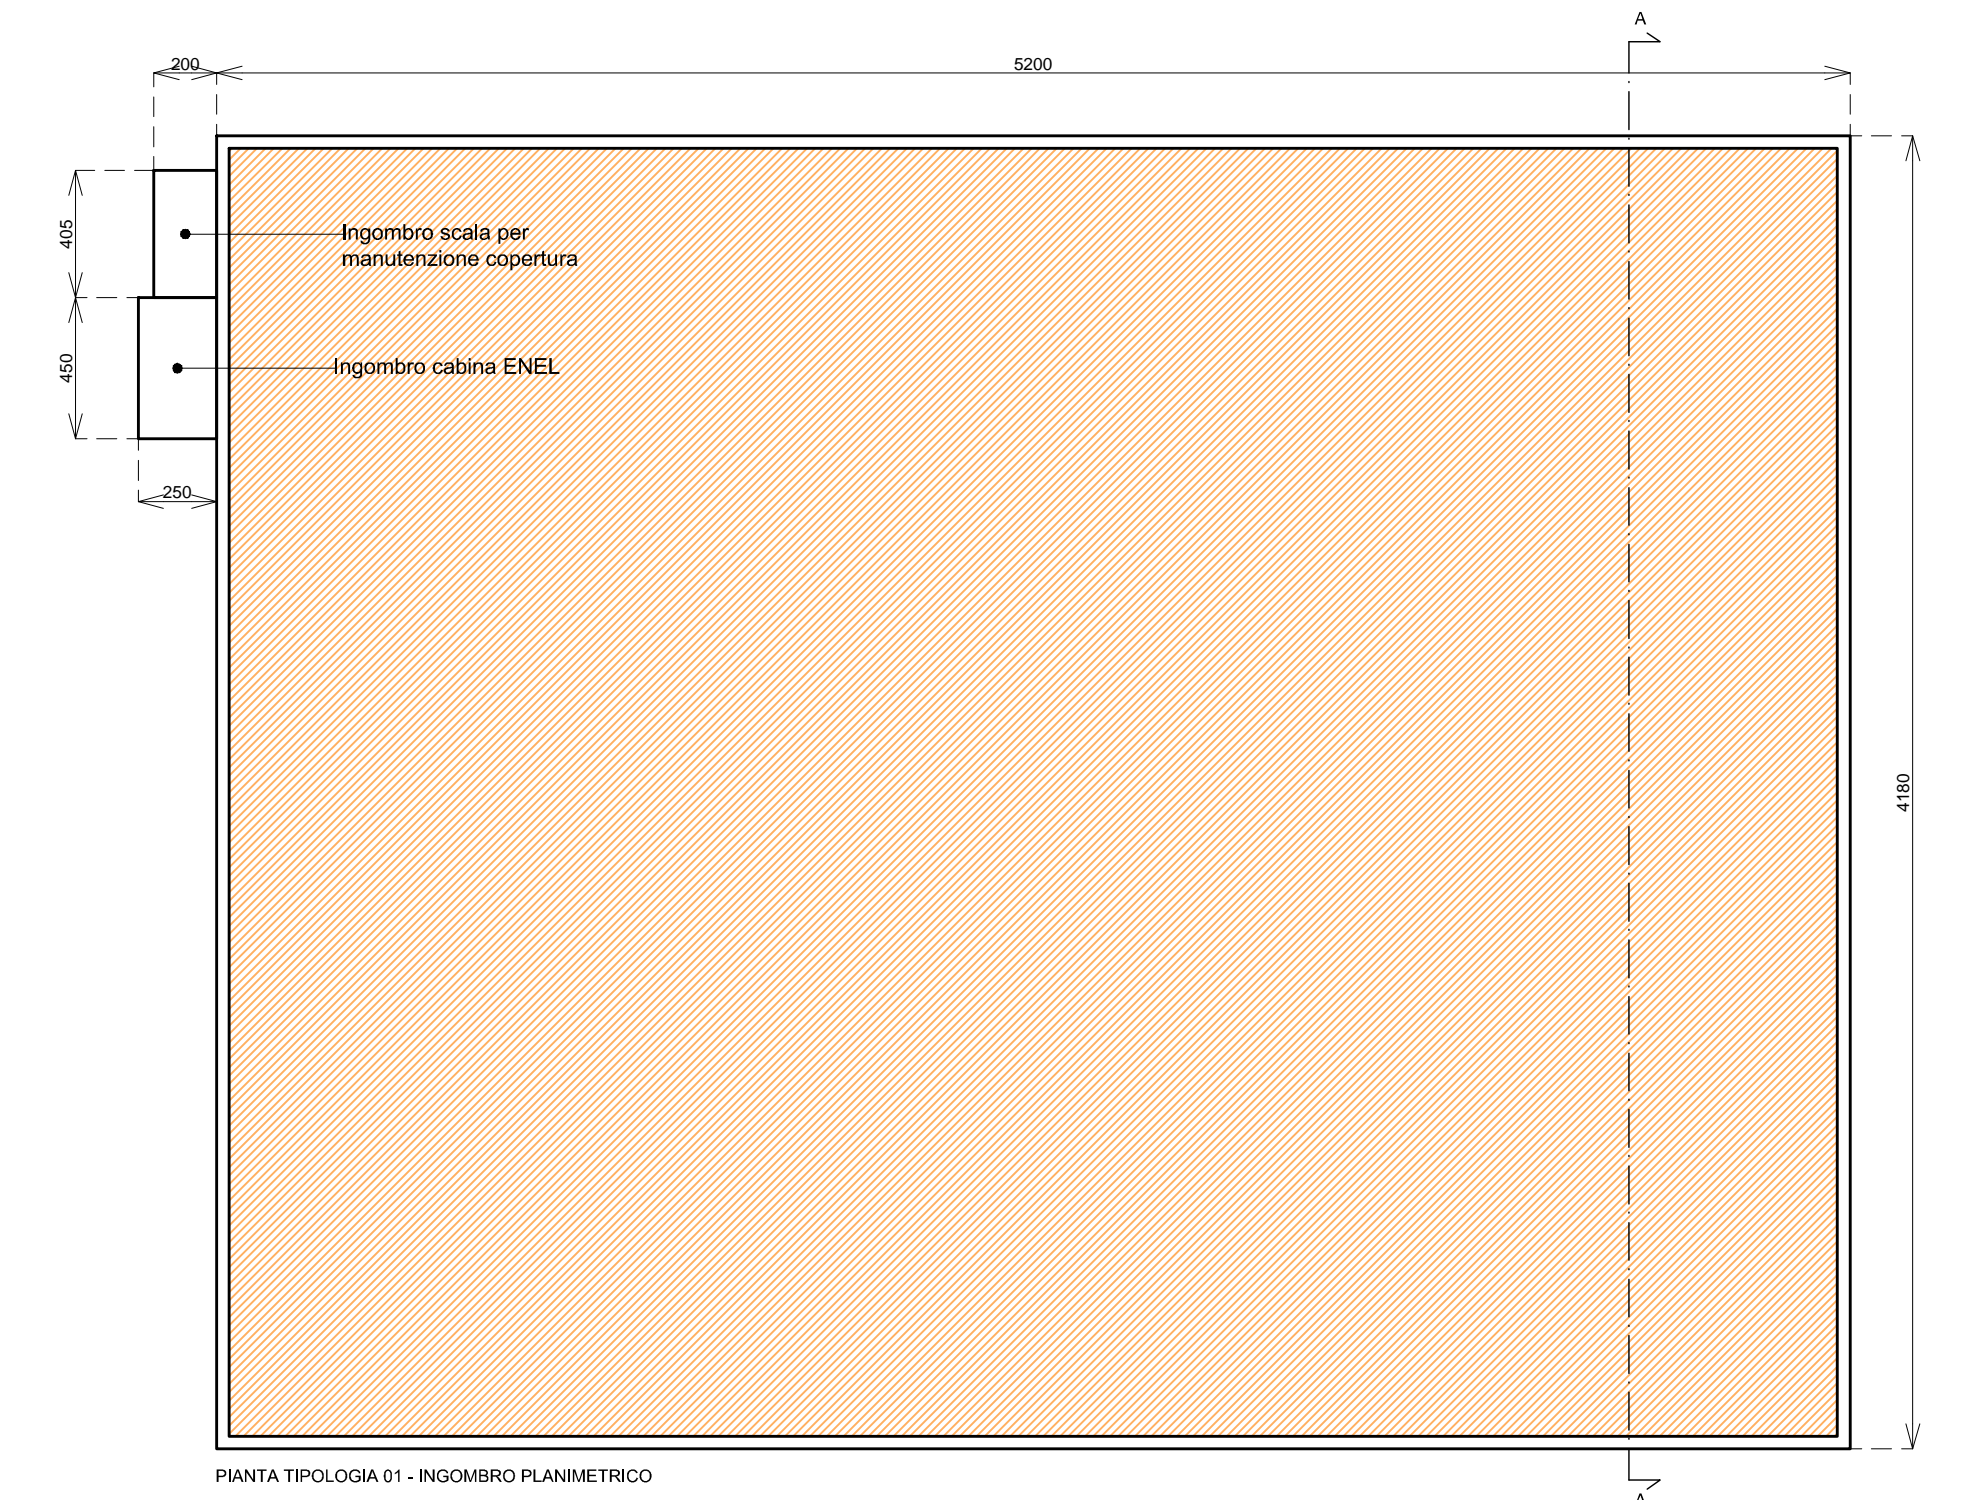 A
200
5200
405
Ingombro scala per
manutenzione copertura
450
Ingombro cabina ENEL
250
4180
PIANTA TIPOLOGIA 01 - INGOMBRO PLANIMETRICO
A